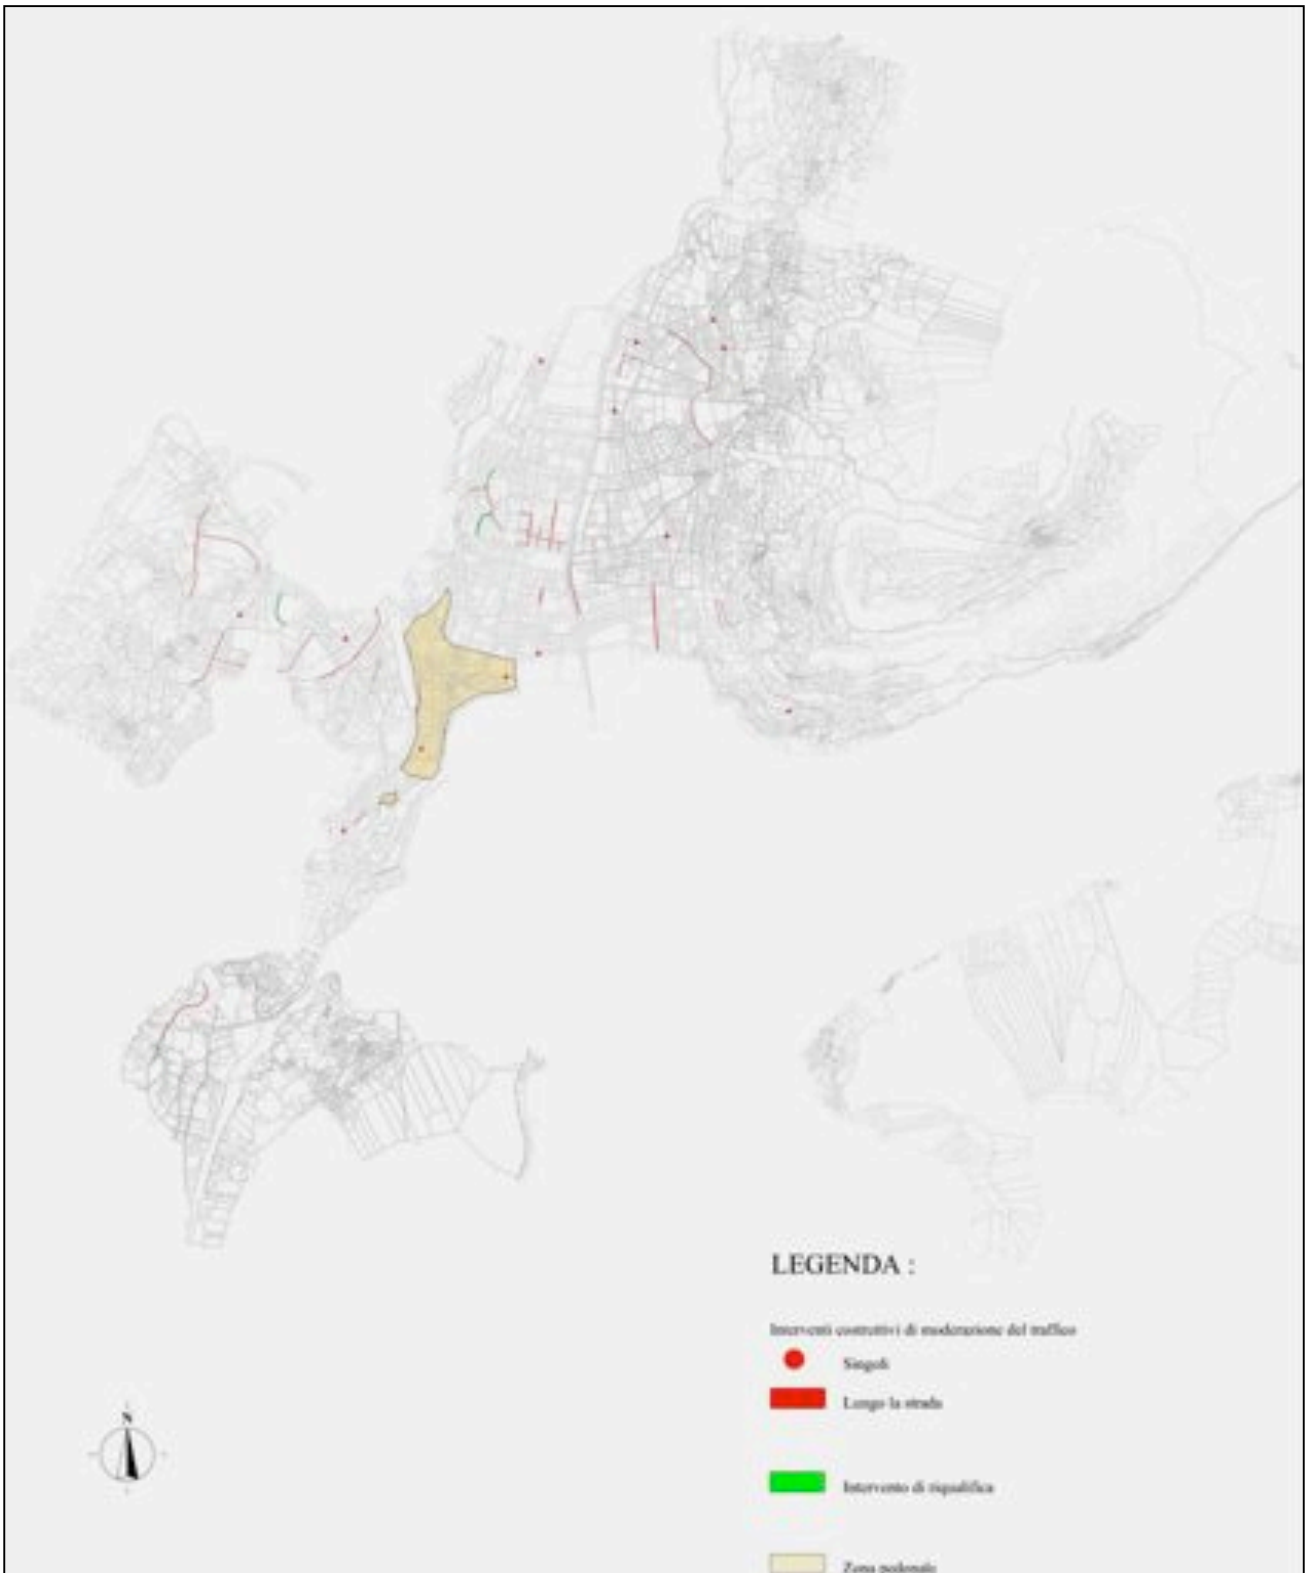 LEGENDA :
Interventi costruttivi di moderazione del traffico
Singoli
Lungo la strada
Intervento di riqualifica
Zona pedonale
N